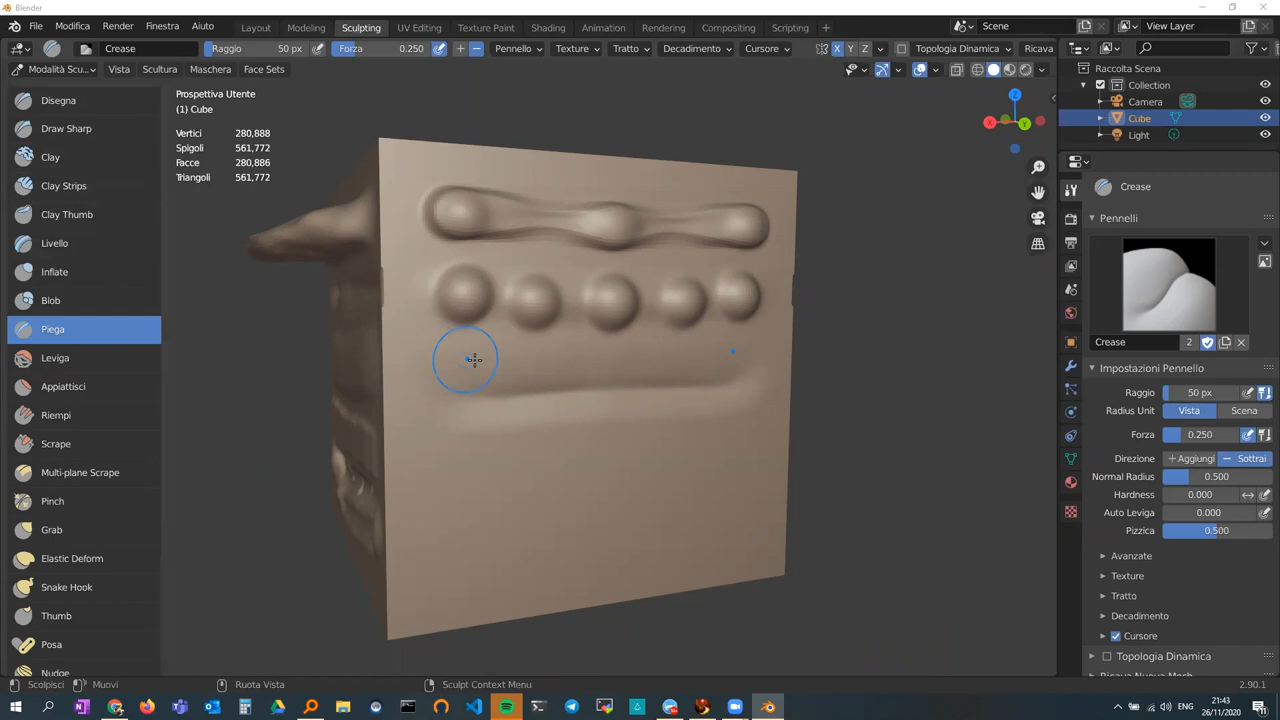 Blender
File Modifica Render Finestra Aiuto Layout Modeling Sculpting UV Editing Texture Paint Shading Animation Rendering Compositing Scripting + Scene View Layer
Crease Raggio 50 px Forza 0.250 Pennello Texture Tratto Decadimento Cursore X Y Z Topologia Dinamica Ricava
Modalità Scu... Vista Scultura Maschera Face Sets
Raccolta Scena
Collection
Camera
Cube
Light
Disegna
Draw Sharp
Clay
Clay Strips
Clay Thumb
Livello
Inflate
Blob
Piega
Leviga
Appiattisci
Riempi
Scrape
Multi-plane Scrape
Pinch
Grab
Elastic Deform
Snake Hook
Thumb
Posa
Nudge
Prospettiva Utente
(1) Cube
Vertici 280,888
Spigoli 561,772
Facce 280,886
Triangoli 561,772
Z
X
Y
Crease
Pennelli
Crease 2
Impostazioni Pennello
Raggio 50 px
Radius Unit Vista Scena
Forza 0.250
Direzione + Aggiungi − Sottrai
Normal Radius 0.500
Hardness 0.000
Auto Leviga 0.000
Pizzica 0.500
Avanzate
Texture
Tratto
Decadimento
Cursore
Topologia Dinamica
Scolpisci Muovi Ruota Vista Sculpt Context Menu 2.90.1
21:43
26/11/2020